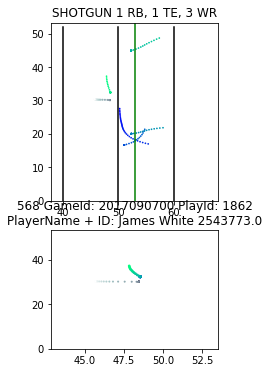 SHOTGUN 1 RB, 1 TE, 3 WR
50
40
30
20
10
0
40 50 60
568 GameId: 2017090700 PlayId: 1862
PlayerName + ID: James White 2543773.0
40
20
0
45.0 47.5 50.0 52.5